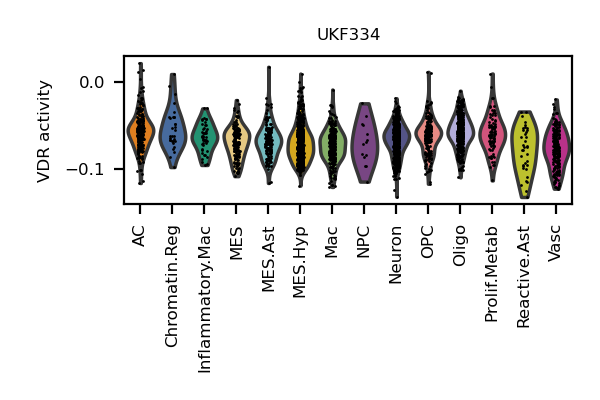 UKF334
VDR activity
0.0
−0.1
AC
Chromatin.Reg
Inflammatory.Mac
MES
MES.Ast
MES.Hyp
Mac
NPC
Neuron
OPC
Oligo
Prolif.Metab
Reactive.Ast
Vasc